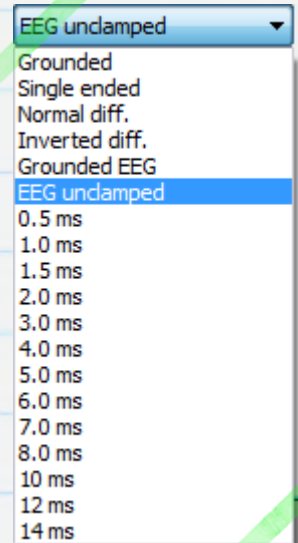 EEG unclamped
Grounded
Single ended
Normal diff.
Inverted diff.
Grounded EEG
EEG unclamped
0.5 ms
1.0 ms
1.5 ms
2.0 ms
3.0 ms
4.0 ms
5.0 ms
6.0 ms
7.0 ms
8.0 ms
10 ms
12 ms
14 ms